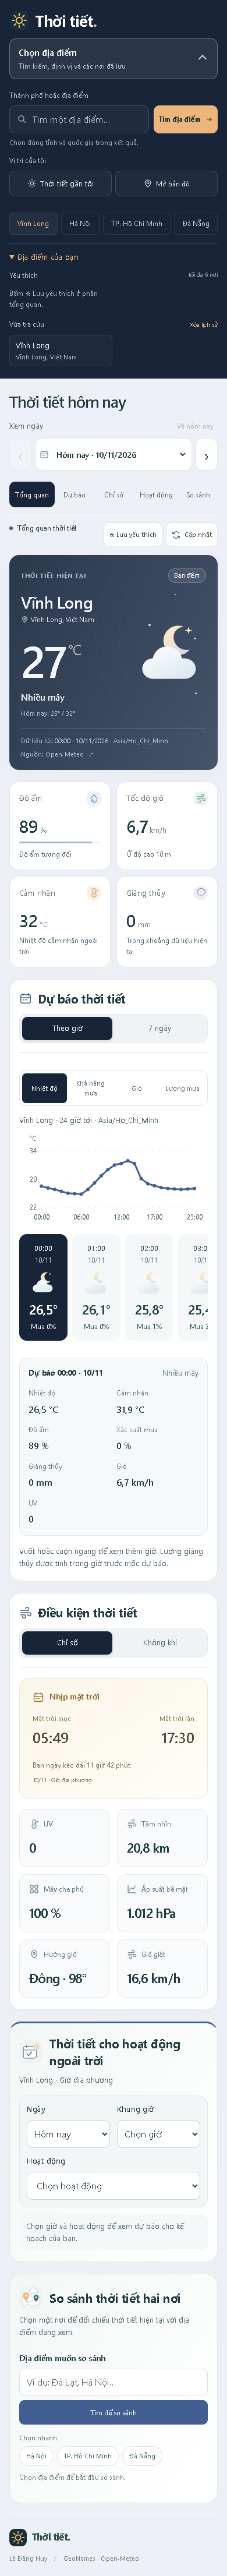 Thời tiết.
Chọn địa điểm
Tìm kiếm, định vị và các nơi đã lưu
Thành phố hoặc địa điểm
Tìm một địa điểm...
Tìm địa điểm →
Chọn đúng tỉnh và quốc gia trong kết quả.
Vị trí của tôi
Thời tiết gần tôi
Mở bản đồ
Vĩnh Long
Hà Nội
TP. Hồ Chí Minh
Đà Nẵng
▼ Địa điểm của bạn
Yêu thích
tối đa 6 nơi
Bấm ☆ Lưu yêu thích ở phần
tổng quan.
Vừa tra cứu
Xóa lịch sử
Vĩnh Long
Vĩnh Long, Việt Nam
Thời tiết hôm nay
Xem ngày
Về hôm nay
Hôm nay · 10/11/2026
Tổng quan
Dự báo
Chỉ số
Hoạt động
So sánh
Tổng quan thời tiết
☆ Lưu yêu thích
Cập nhật
THỜI TIẾT HIỆN TẠI
Ban đêm
Vĩnh Long
Vĩnh Long, Việt Nam
27°C
Nhiều mây
Hôm nay: 25° / 32°
Dữ liệu lúc 00:00 · 10/11/2026 · Asia/Ho_Chi_Minh
Nguồn: Open-Meteo ↗
Độ ẩm
89 %
Độ ẩm tương đối
Tốc độ gió
6,7 km/h
Ở độ cao 10 m
Cảm nhận
32 °C
Nhiệt độ cảm nhận ngoài
trời
Giáng thủy
0 mm
Trong khoảng dữ liệu hiện
tại
Dự báo thời tiết
Theo giờ
7 ngày
Nhiệt độ
Khả năng
mưa
Gió
Lượng mưa
Vĩnh Long · 24 giờ tới · Asia/Ho_Chi_Minh
°C
34
28
22
00:00
06:00
12:00
17:00
23:00
00:00
10/11
26,5°
Mưa 0%
01:00
10/11
26,1°
Mưa 0%
02:00
10/11
25,8°
Mưa 1%
Dự báo 00:00 · 10/11
Nhiều mây
Nhiệt độ
Cảm nhận
26,5 °C
31,9 °C
Độ ẩm
Xác suất mưa
89 %
0 %
Giáng thủy
Gió
0 mm
6,7 km/h
UV
0
Vuốt hoặc cuộn ngang để xem thêm giờ. Lượng giáng
thủy được tính trong giờ trước mốc dự báo.
Điều kiện thời tiết
Chỉ số
Không khí
Nhịp mặt trời
Mặt trời mọc
Mặt trời lặn
05:49
17:30
Ban ngày kéo dài 11 giờ 42 phút
10/11 · Giờ địa phương
UV
0
Tầm nhìn
20,8 km
Mây che phủ
100 %
Áp suất bề mặt
1.012 hPa
Hướng gió
Đông · 98°
Gió giật
16,6 km/h
Thời tiết cho hoạt động
ngoài trời
Vĩnh Long · Giờ địa phương
Ngày
Khung giờ
Hôm nay
Chọn giờ
Hoạt động
Chọn hoạt động
Chọn giờ và hoạt động để xem dự báo cho kế
hoạch của bạn.
So sánh thời tiết hai nơi
Chọn một nơi để đối chiếu thời tiết hiện tại với địa
điểm đang xem.
Địa điểm muốn so sánh
Ví dụ: Đà Lạt, Hà Nội...
Tìm để so sánh
Chọn nhanh
Hà Nội
TP. Hồ Chí Minh
Đà Nẵng
Chọn địa điểm để bắt đầu so sánh.
Thời tiết.
Lê Đăng Huy / GeoNames · Open-Meteo